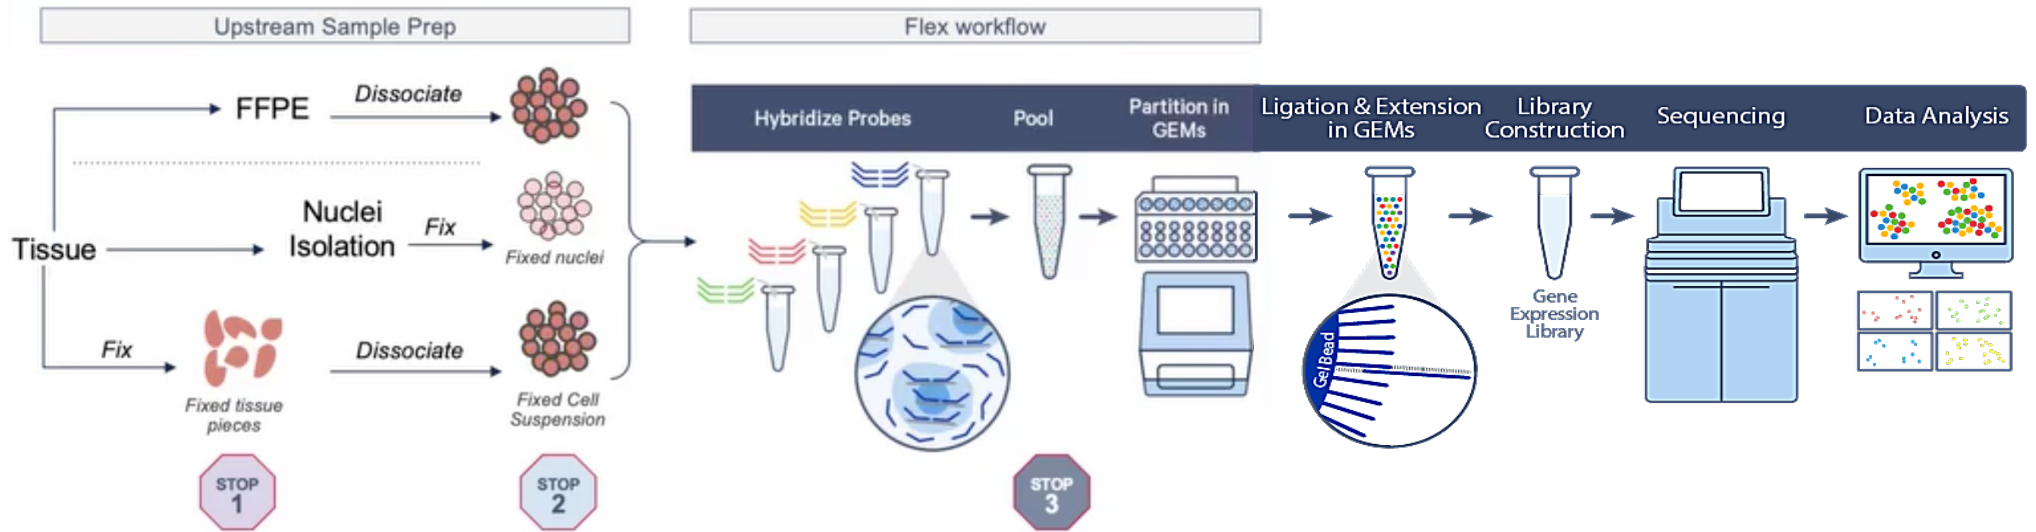 Upstream Sample Prep
Flex workflow
FFPE
Dissociate
Tissue
Nuclei
Isolation
Fix
Fixed nuclei
Fix
Fixed tissue
pieces
Dissociate
Fixed Cell
Suspension
STOP
1
STOP
2
Hybridize Probes
Pool
Partition in
GEMs
Ligation & Extension
in GEMs
Library
Construction
Sequencing
Data Analysis
Gel Bead
Gene
Expression
Library
STOP
3